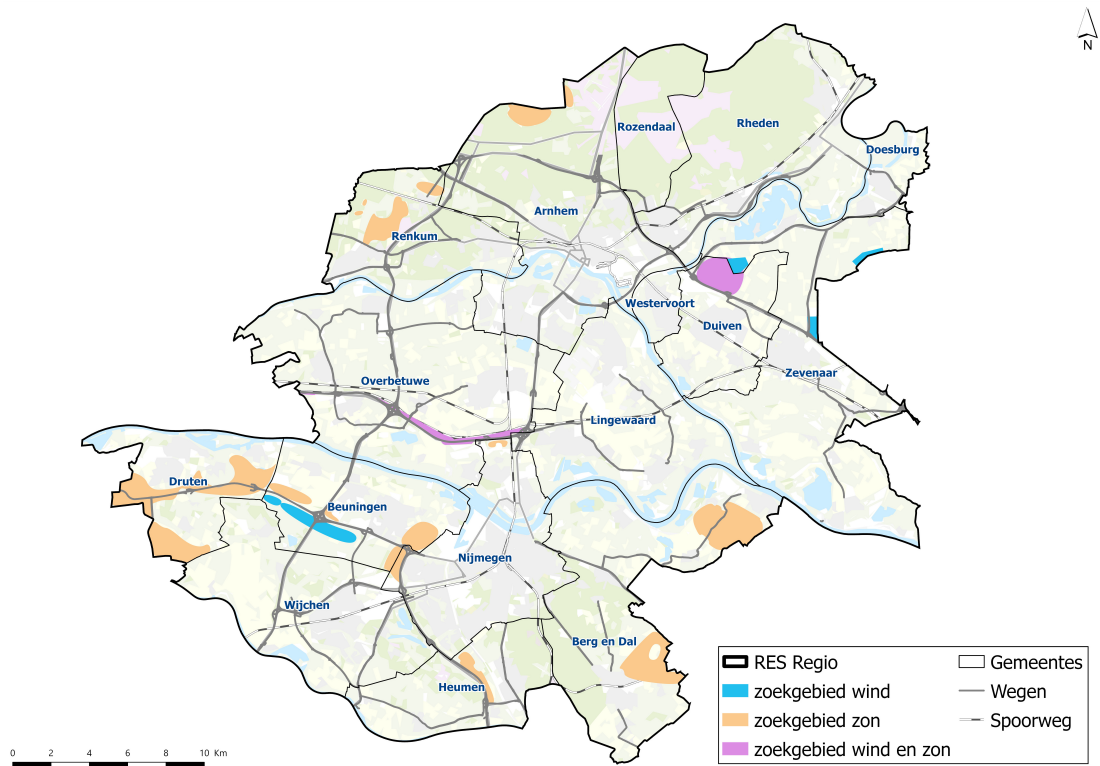 N
Rozendaal
Rheden
Doesburg
Arnhem
Renkum
Westervoort
Duiven
Zevenaar
Overbetuwe
Lingewaard
Druten
Beuningen
Nijmegen
Wijchen
Berg en Dal
Heumen
RES Regio
Gemeentes
zoekgebied wind
Wegen
zoekgebied zon
Spoorweg
zoekgebied wind en zon
0 2 4 6 8 10 Km